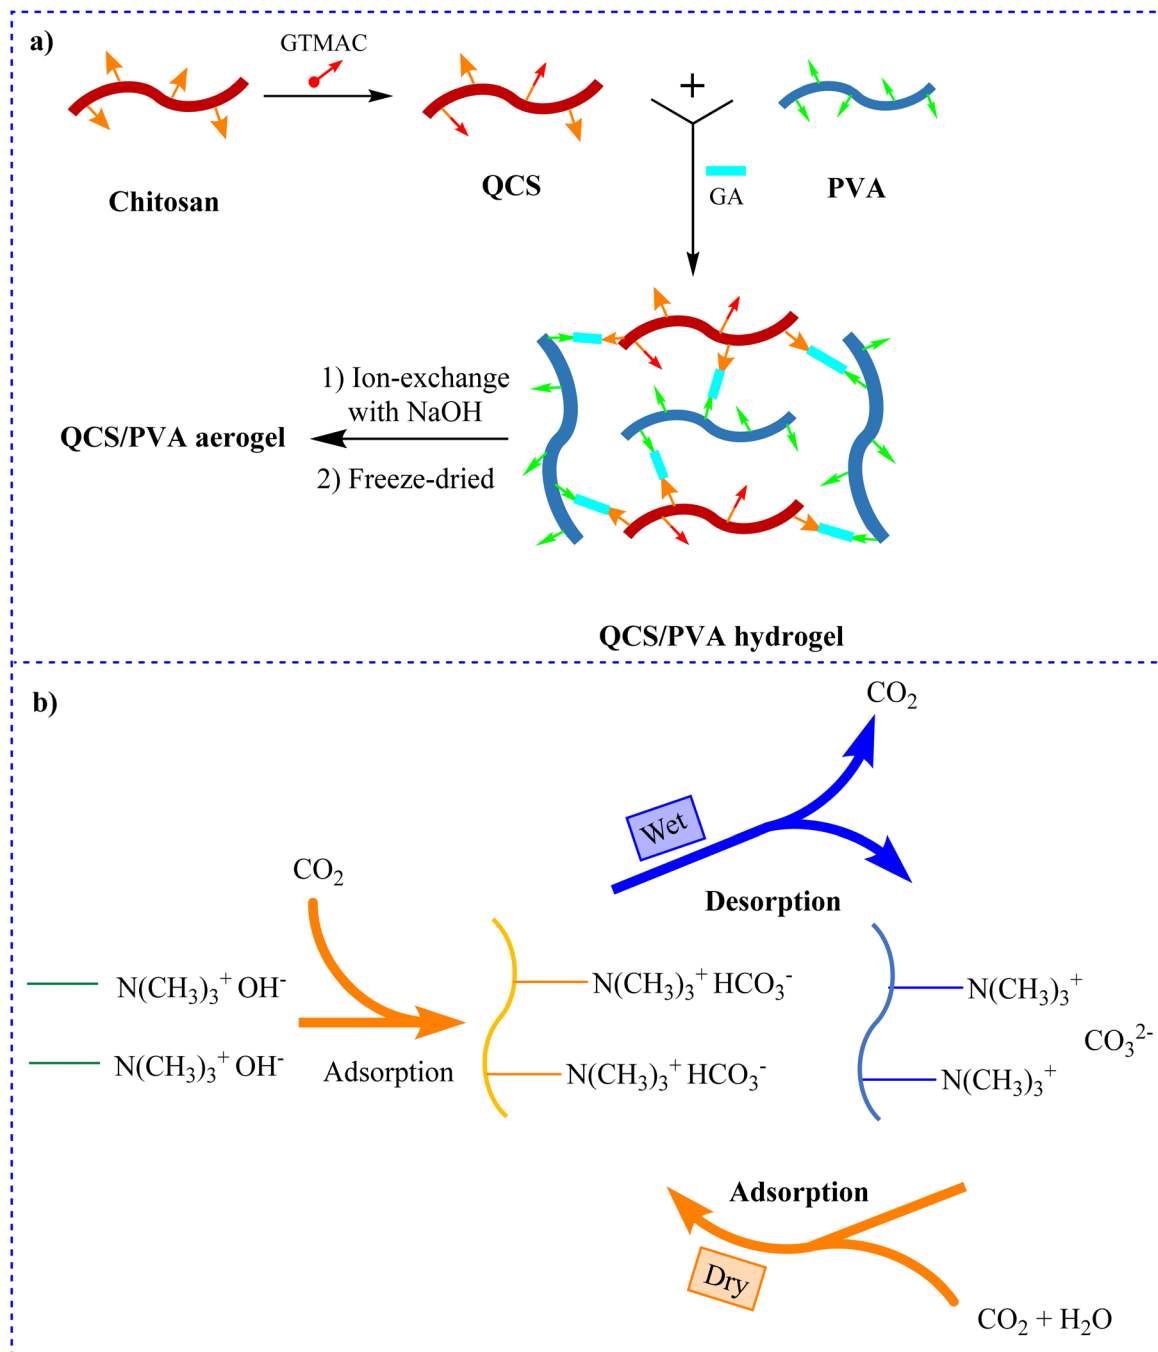 a)
GTMAC
+
Chitosan
QCS
PVA
GA
1) Ion-exchange
with NaOH
QCS/PVA aerogel
2) Freeze-dried
QCS/PVA hydrogel
b)
CO₂
Wet
Desorption
CO₂
N(CH₃)₃⁺ OH⁻
N(CH₃)₃⁺ OH⁻
Adsorption
N(CH₃)₃⁺ HCO₃⁻
N(CH₃)₃⁺ HCO₃⁻
N(CH₃)₃⁺
CO₃²⁻
N(CH₃)₃⁺
Adsorption
Dry
CO₂ + H₂O